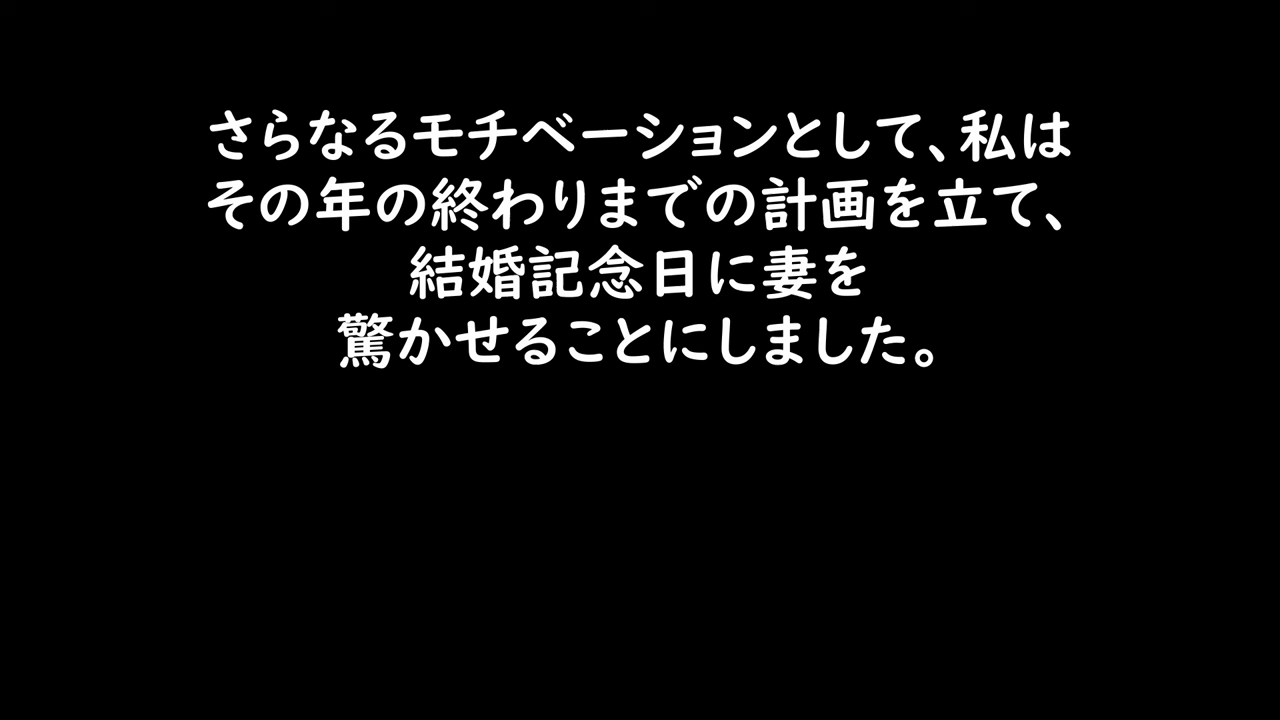 さらなるモチベーションとして、私は
その年の終わりまでの計画を立て、
結婚記念日に妻を
驚かせることにしました。